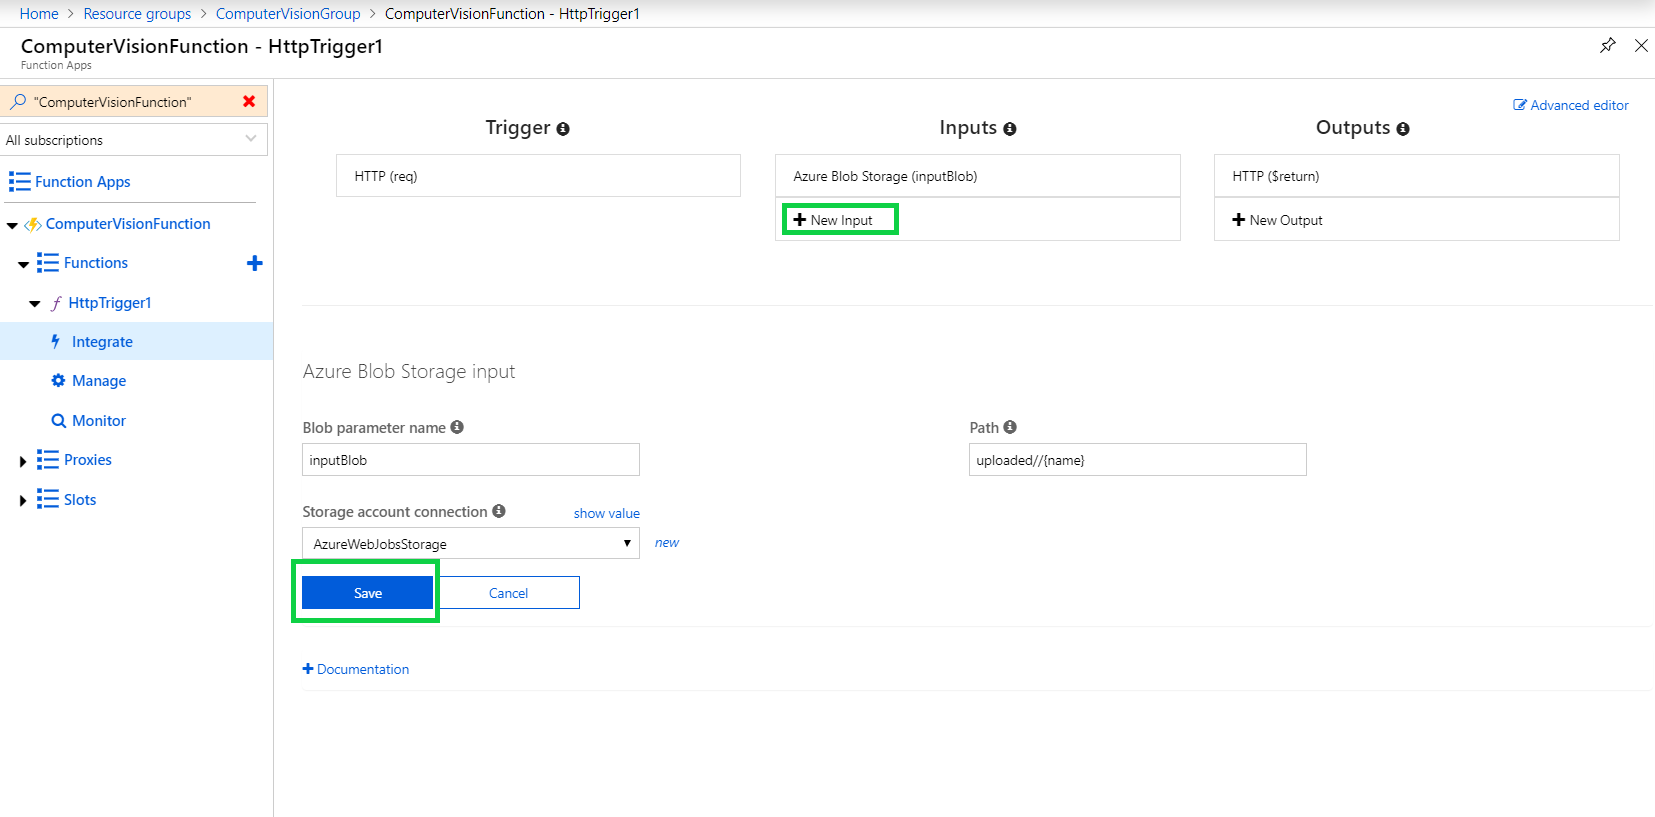 Home > Resource groups > ComputerVisionGroup > ComputerVisionFunction - HttpTrigger1
ComputerVisionFunction - HttpTrigger1
Function Apps
"ComputerVisionFunction"
All subscriptions
Function Apps
ComputerVisionFunction
Functions
HttpTrigger1
Integrate
Manage
Monitor
Proxies
Slots
Advanced editor
Trigger
Inputs
Outputs
HTTP (req)
Azure Blob Storage (inputBlob)
HTTP ($return)
New Input
New Output
Azure Blob Storage input
Blob parameter name
Path
inputBlob
uploaded//{name}
Storage account connection
show value
AzureWebJobsStorage
new
Save
Cancel
Documentation